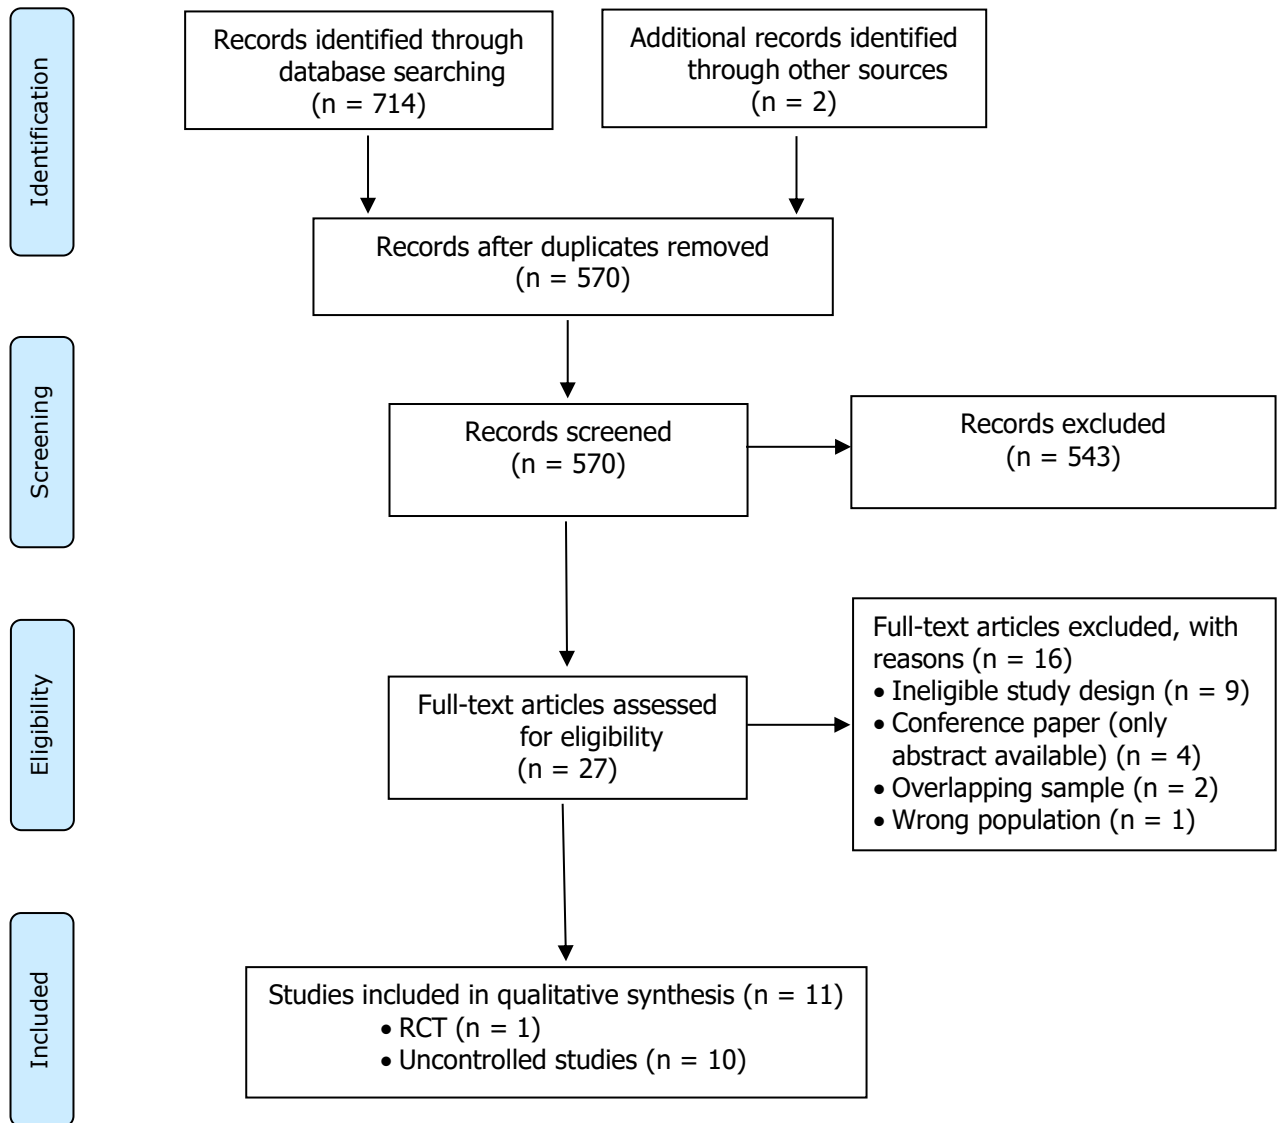 Identification
Records identified through
database searching
(n = 714)
Additional records identified
through other sources
(n = 2)
Records after duplicates removed
(n = 570)
Screening
Records screened
(n = 570)
Records excluded
(n = 543)
Eligibility
Full-text articles assessed
for eligibility
(n = 27)
Full-text articles excluded, with
reasons (n = 16)
• Ineligible study design (n = 9)
• Conference paper (only
abstract available) (n = 4)
• Overlapping sample (n = 2)
• Wrong population (n = 1)
Included
Studies included in qualitative synthesis (n = 11)
• RCT (n = 1)
• Uncontrolled studies (n = 10)